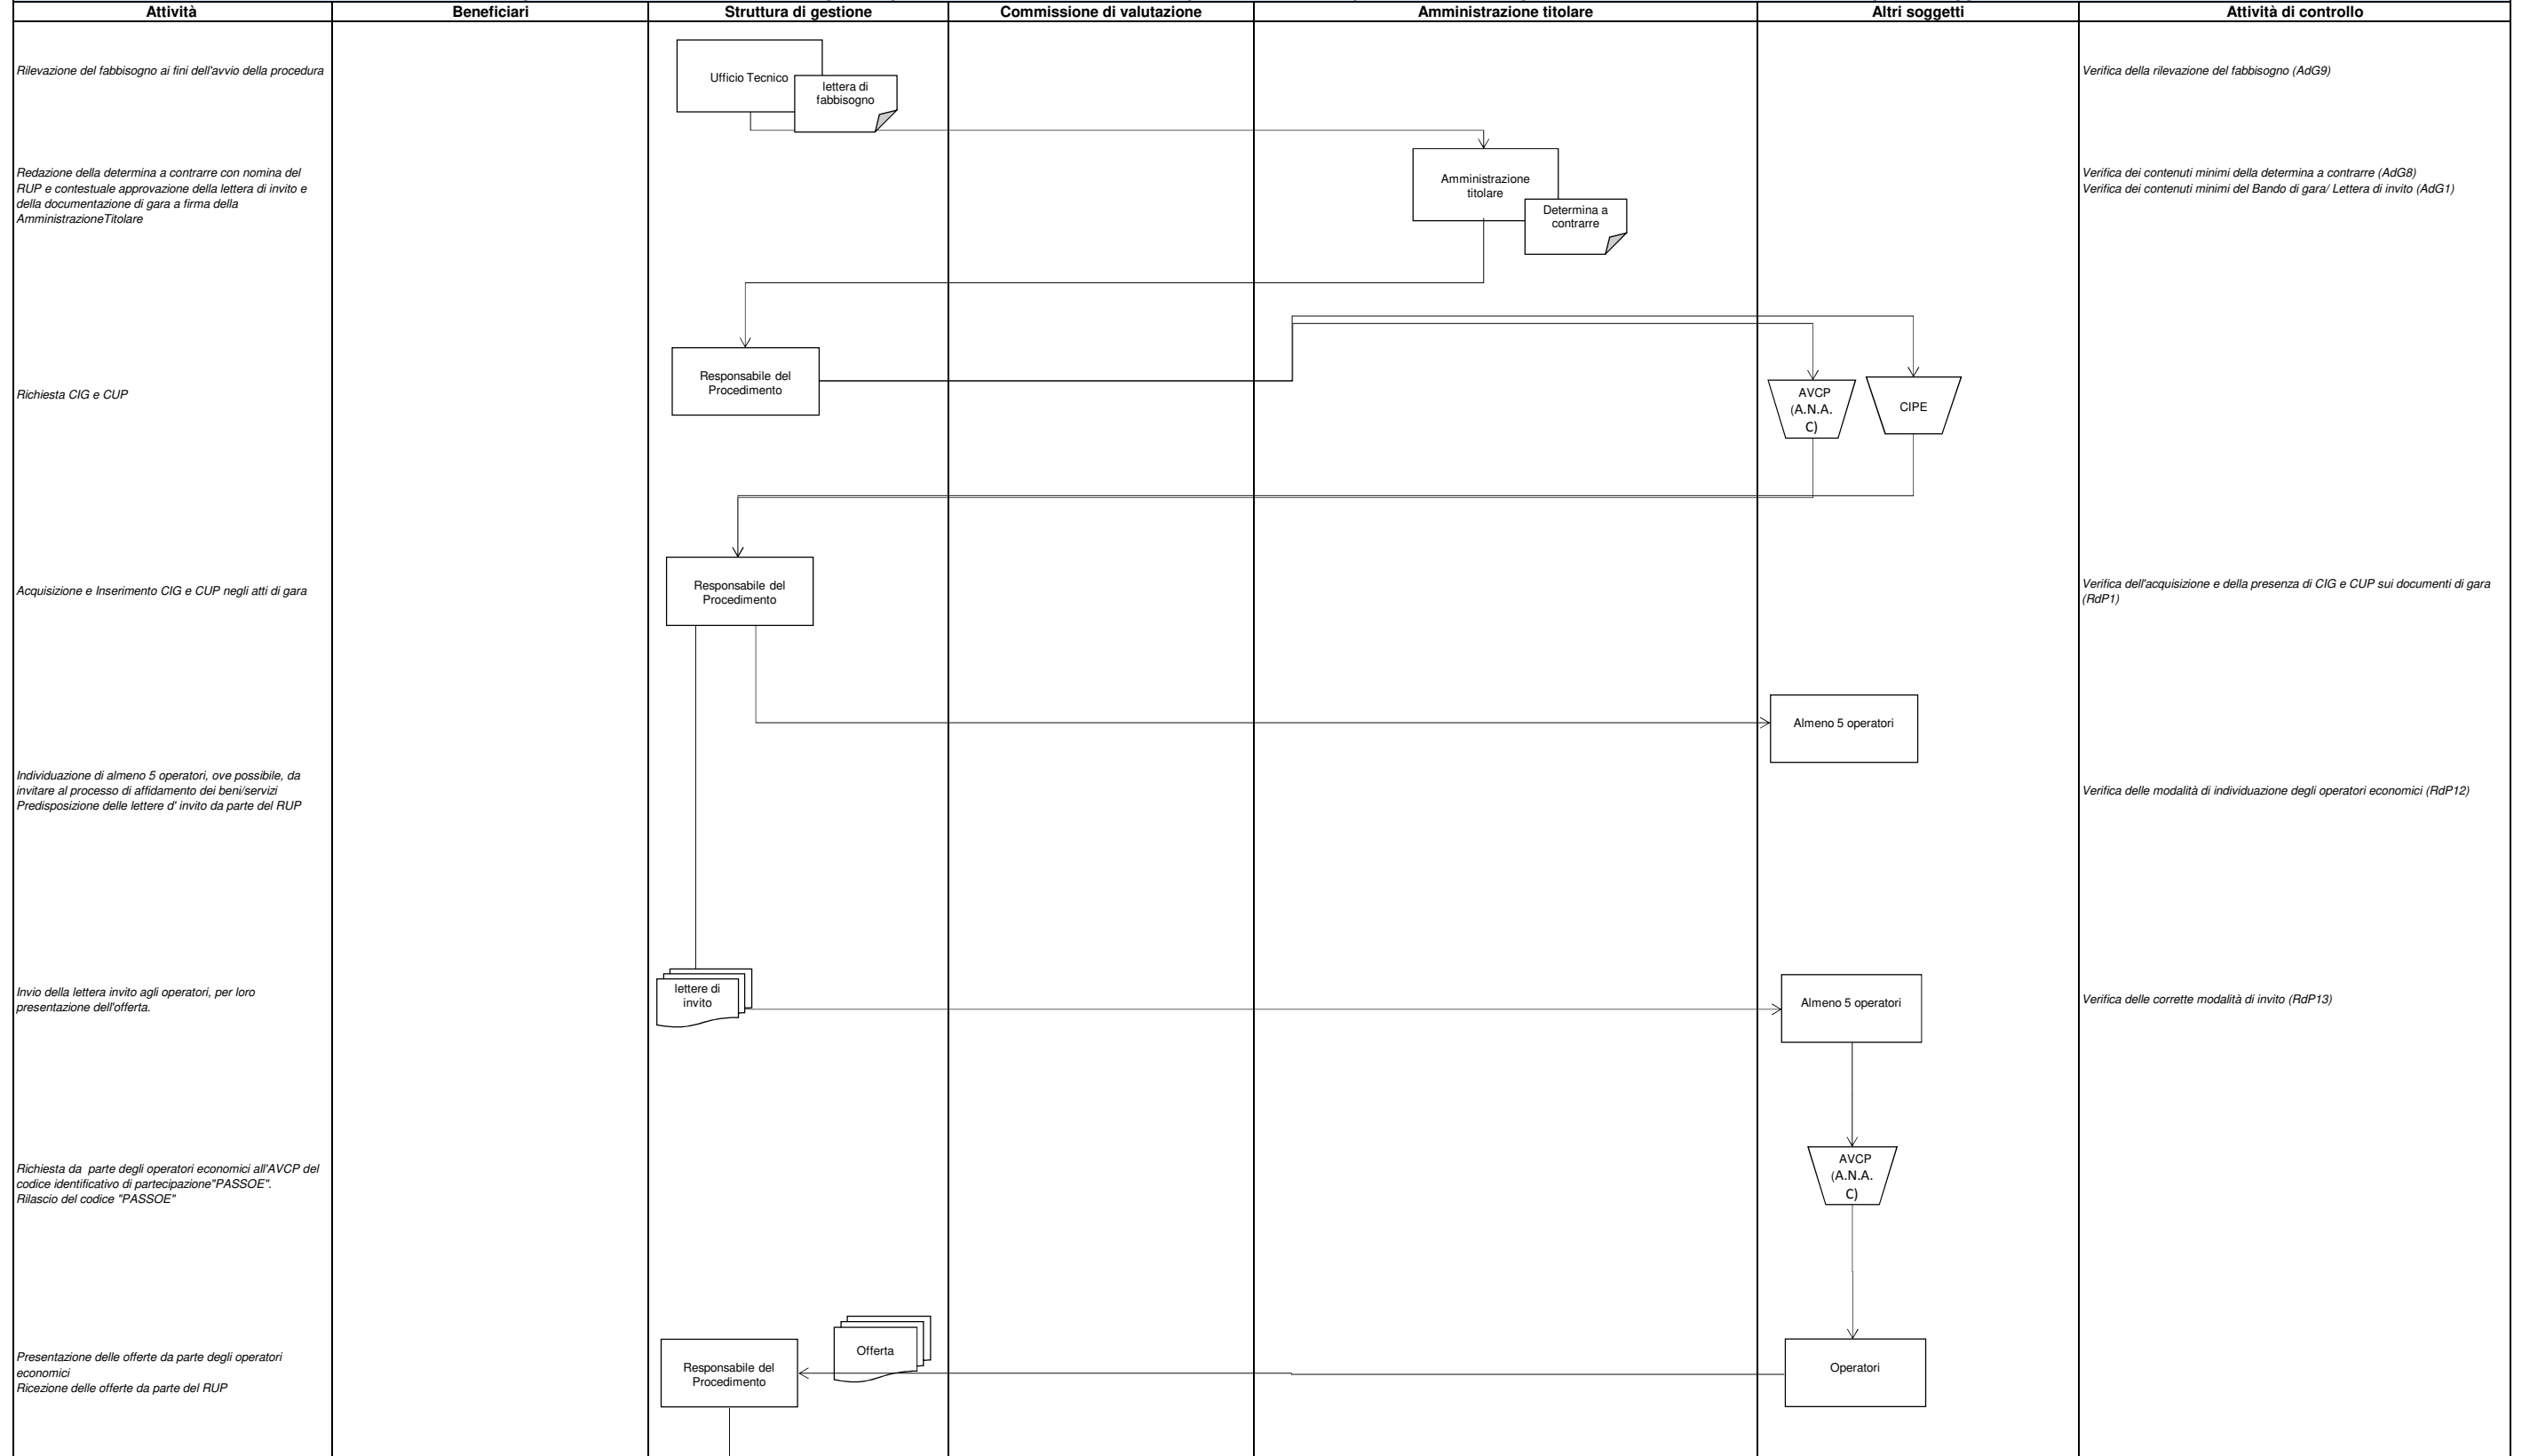 Attività
Beneficiari
Struttura di gestione
Commissione di valutazione
Amministrazione titolare
Altri soggetti
Attività di controllo
Rilevazione del fabbisogno ai fini dell'avvio della procedura
Ufficio Tecnico
lettera di
fabbisogno
Verifica della rilevazione del fabbisogno (AdG9)
Redazione della determina a contrarre con nomina del
RUP e contestuale approvazione della lettera di invito e
della documentazione di gara a firma della
AmministrazioneTitolare
Amministrazione
titolare
Determina a
contrarre
Verifica dei contenuti minimi della determina a contrarre (AdG8)
Verifica dei contenuti minimi del Bando di gara/ Lettera di invito (AdG1)
Richiesta CIG e CUP
Responsabile del
Procedimento
AVCP
(A.N.A.
C)
CIPE
Acquisizione e Inserimento CIG e CUP negli atti di gara
Responsabile del
Procedimento
Verifica dell'acquisizione e della presenza di CIG e CUP sui documenti di gara
(RdP1)
Almeno 5 operatori
Individuazione di almeno 5 operatori, ove possibile, da
invitare al processo di affidamento dei beni/servizi
Predisposizione delle lettere d' invito da parte del RUP
Verifica delle modalità di individuazione degli operatori economici (RdP12)
Invio della lettera invito agli operatori, per loro
presentazione dell'offerta.
lettere di
invito
Almeno 5 operatori
Verifica delle corrette modalità di invito (RdP13)
Richiesta da  parte degli operatori economici all'AVCP del
codice identificativo di partecipazione"PASSOE".
Rilascio del codice "PASSOE"
AVCP
(A.N.A.
C)
Presentazione delle offerte da parte degli operatori
economici
Ricezione delle offerte da parte del RUP
Responsabile del
Procedimento
Offerta
Operatori